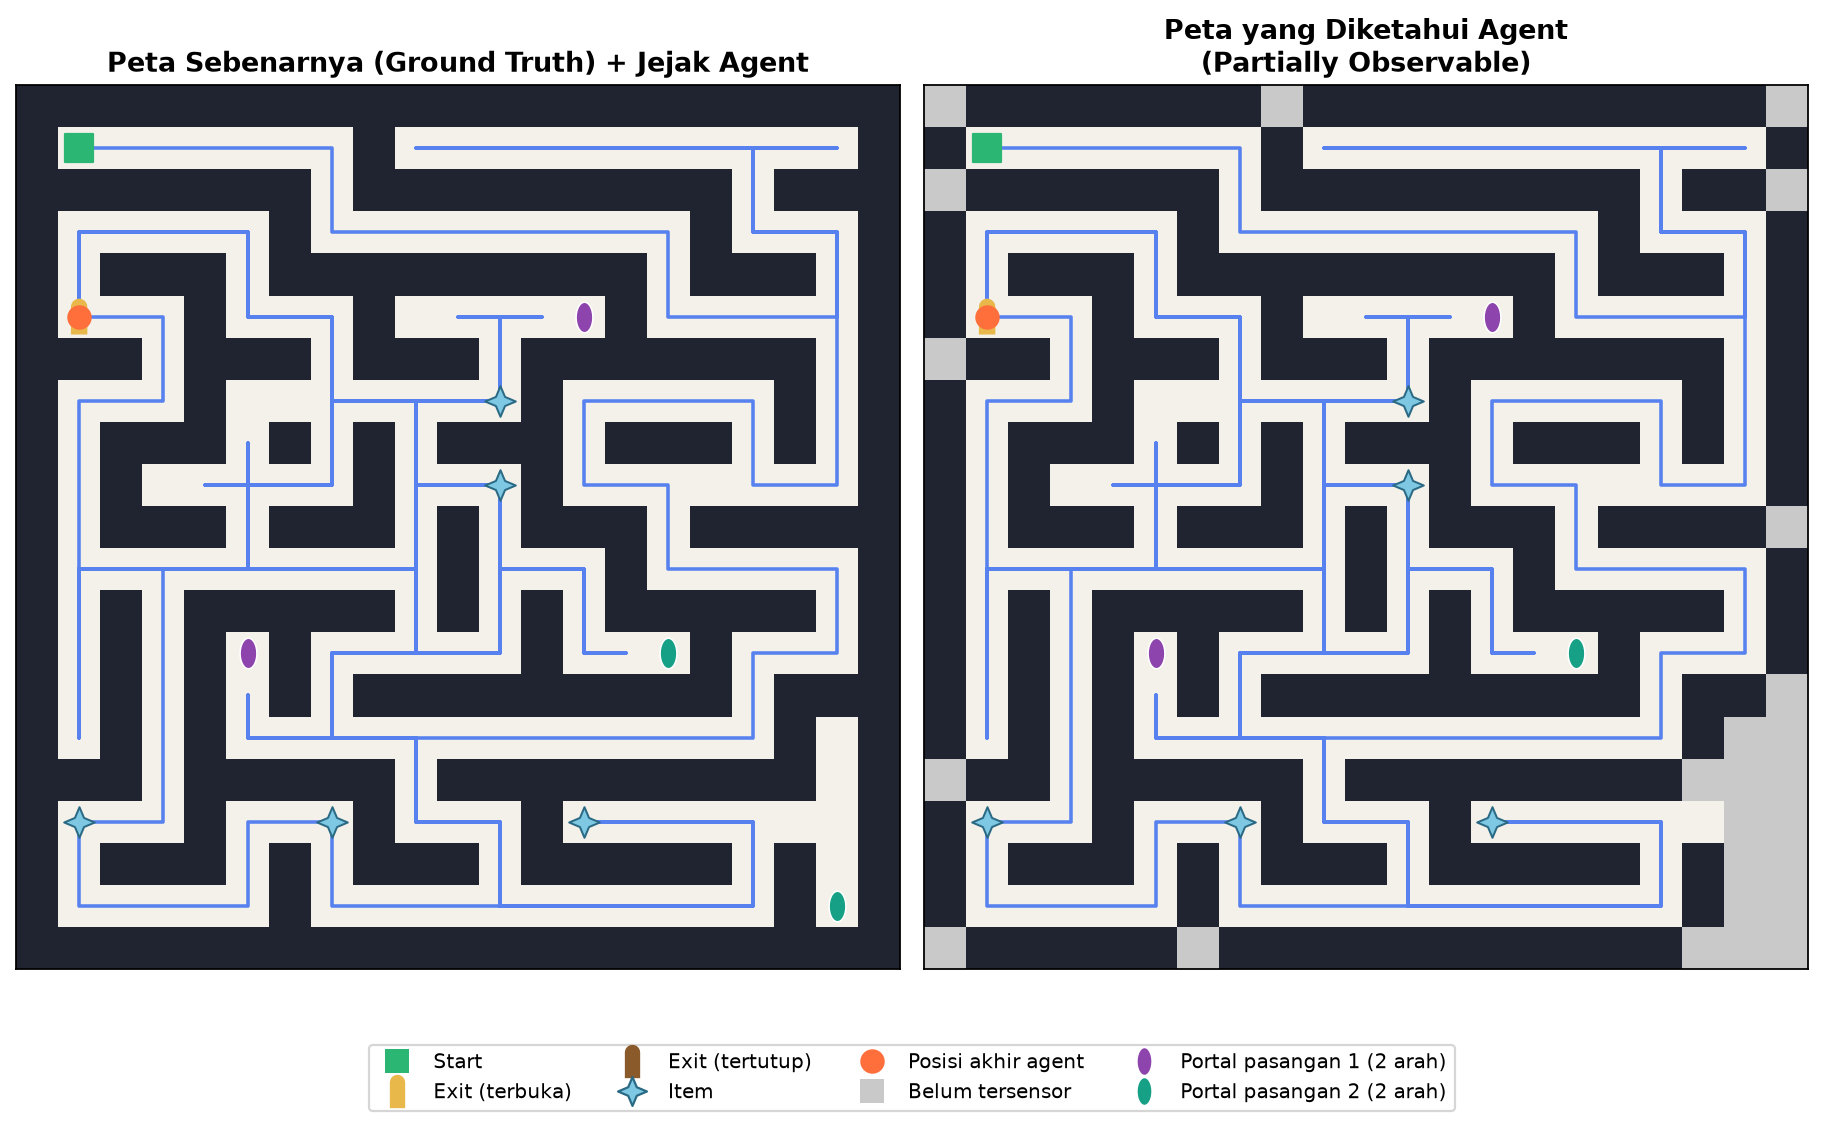 Peta Sebenarnya (Ground Truth) + Jejak Agent
Peta yang Diketahui Agent
(Partially Observable)
Start
Exit (terbuka)
Exit (tertutup)
Item
Posisi akhir agent
Belum tersensor
Portal pasangan 1 (2 arah)
Portal pasangan 2 (2 arah)